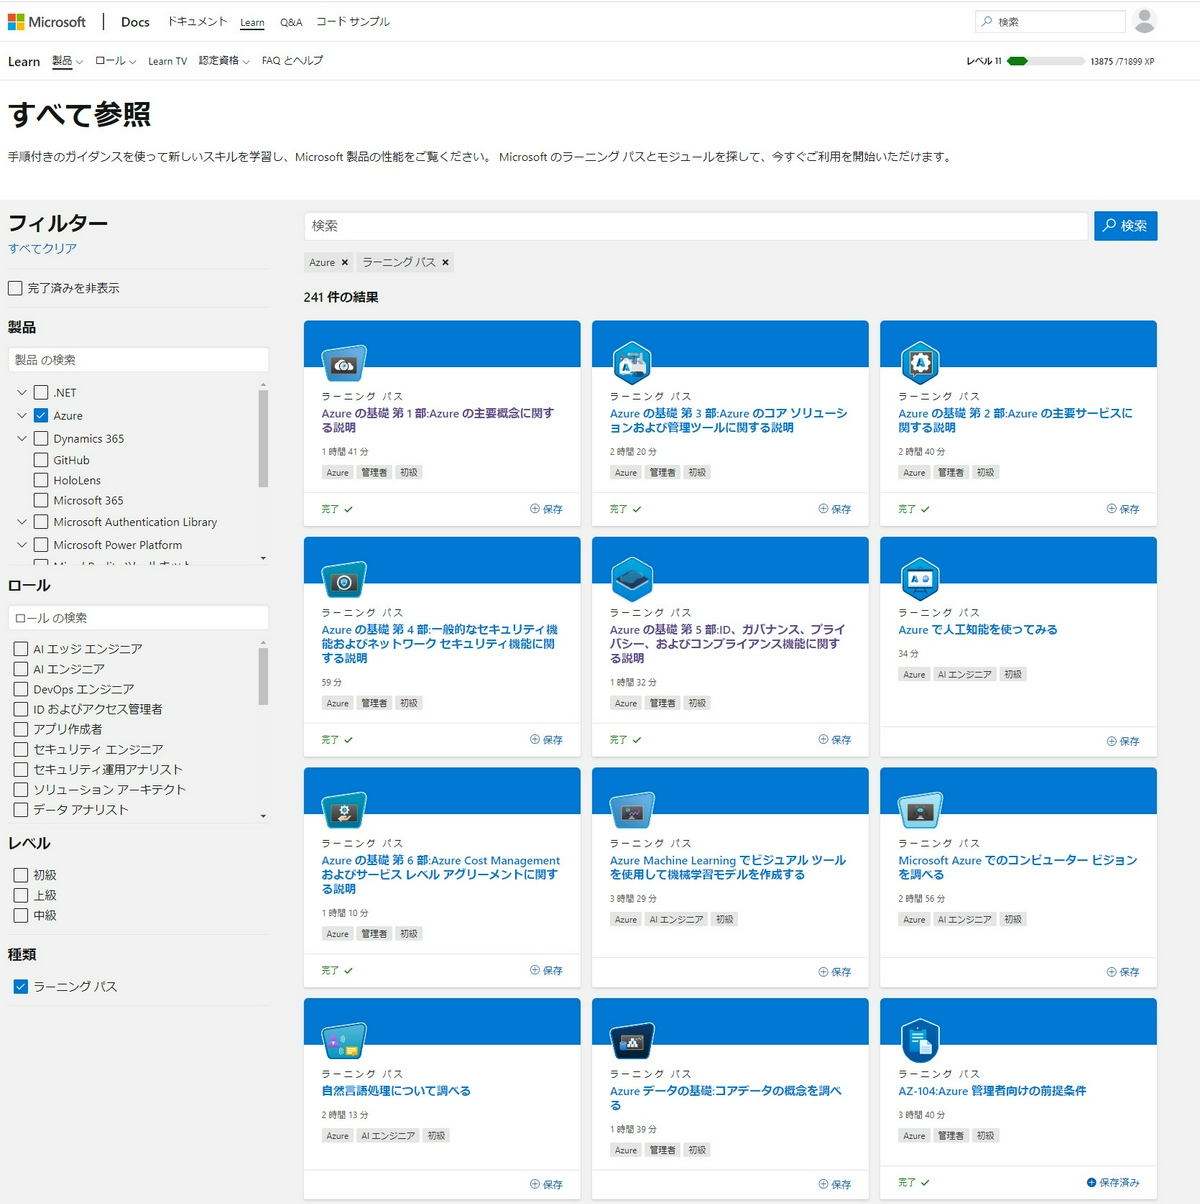 Microsoft Docs ドキュメント Learn Q&A コード サンプル 検索
Learn 製品 ロール Learn TV 認定資格 FAQ とヘルプ レベル 11 13875 /71899 XP
すべて参照
手順付きのガイダンスを使って新しいスキルを学習し、Microsoft 製品の性能をご覧ください。 Microsoft のラーニング パスとモジュールを探して、今すぐご利用を開始いただけます。
フィルター
すべてクリア
完了済みを非表示
製品
製品 の検索
.NET
Azure
Dynamics 365
GitHub
HoloLens
Microsoft 365
Microsoft Authentication Library
Microsoft Power Platform
ロール
ロール の検索
AI エッジ エンジニア
AI エンジニア
DevOps エンジニア
ID およびアクセス管理者
アプリ作成者
セキュリティ エンジニア
セキュリティ運用アナリスト
ソリューション アーキテクト
データ アナリスト
レベル
初級
上級
中級
種類
ラーニング パス
検索 検索
Azure × ラーニング パス ×
241 件の結果
ラーニング パス
Azure の基礎 第 1 部:Azure の主要概念に関す
る説明
1 時間 41 分
Azure 管理者 初級
完了 保存
ラーニング パス
Azure の基礎 第 3 部:Azure のコア ソリューシ
ョンおよび管理ツールに関する説明
2 時間 20 分
Azure 管理者 初級
完了 保存
ラーニング パス
Azure の基礎 第 2 部:Azure の主要サービスに
関する説明
2 時間 40 分
Azure 管理者 初級
完了 保存
ラーニング パス
Azure の基礎 第 4 部:一般的なセキュリティ機
能およびネットワーク セキュリティ機能に関
する説明
59 分
Azure 管理者 初級
完了 保存
ラーニング パス
Azure の基礎 第 5 部:ID、ガバナンス、プライ
バシー、およびコンプライアンス機能に関す
る説明
1 時間 32 分
Azure 管理者 初級
完了 保存
ラーニング パス
Azure で人工知能を使ってみる
34 分
Azure AI エンジニア 初級
保存
ラーニング パス
Azure の基礎 第 6 部:Azure Cost Management
およびサービス レベル アグリーメントに関す
る説明
1 時間 10 分
Azure 管理者 初級
完了 保存
ラーニング パス
Azure Machine Learning でビジュアル ツール
を使用して機械学習モデルを作成する
3 時間 29 分
Azure AI エンジニア 初級
保存
ラーニング パス
Microsoft Azure でのコンピューター ビジョン
を調べる
2 時間 56 分
Azure AI エンジニア 初級
保存
ラーニング パス
自然言語処理について調べる
2 時間 13 分
Azure AI エンジニア 初級
保存
ラーニング パス
Azure データの基礎:コアデータの概念を調べ
る
1 時間 39 分
Azure 管理者 初級
保存
ラーニング パス
AZ-104:Azure 管理者向けの前提条件
3 時間 40 分
Azure 管理者 初級
完了 保存済み